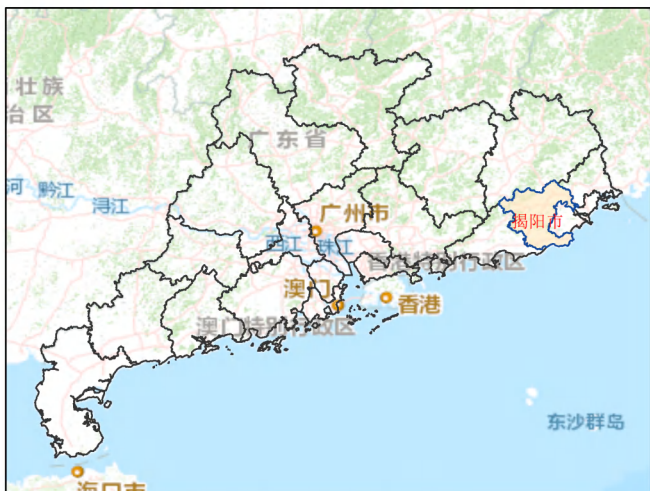 壮族
治区
广东省
河
黔江
浔江
揭阳市
广州市
西江
珠江
香港特别行政区
澳门
香港
澳门特别行政区
东沙群岛
海口市